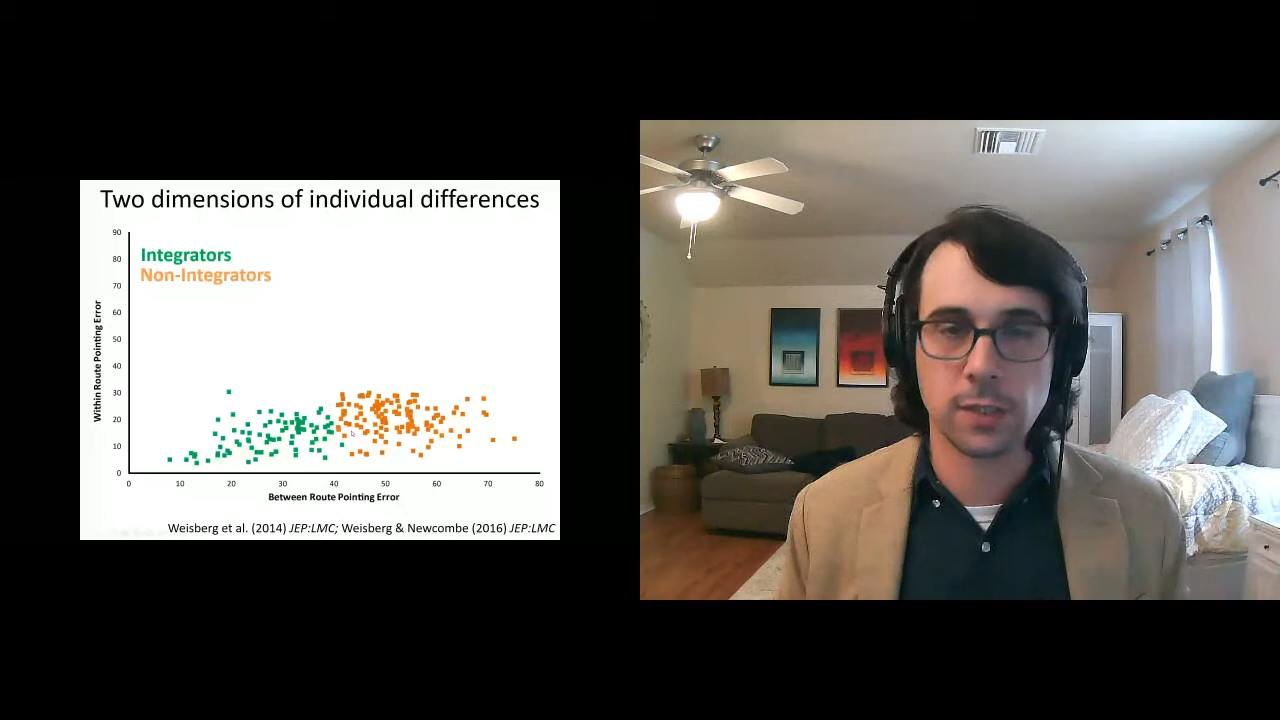 Two dimensions of individual differences
Integrators
Non-Integrators
90
80
70
60
50
40
30
20
10
0
Within Route Pointing Error
0 10 20 30 40 50 60 70 80
Between Route Pointing Error
Weisberg et al. (2014) JEP:LMC; Weisberg & Newcombe (2016) JEP:LMC